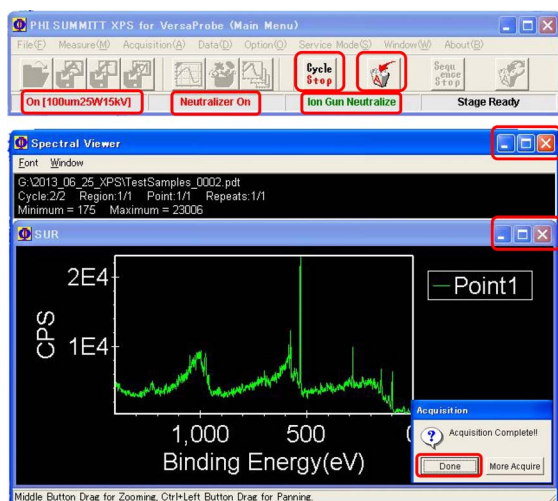 PHI SUMMITT XPS for VersaProbe (Main Menu)
File(F) Measure(M) Acquisition(A) Data(D) Option(O) Service Mode(S) Window(W) About(B)
Cycle Stop
Sequence Stop
On [100um25W15kV] Neutralizer On Ion Gun Neutralize Stage Ready
Spectral Viewer
Font Window
G:\2013_06_25_XPS\TestSamples_0002.pdt
Cycle:2/2 Region:1/1 Point:1/1 Repeats:1/1
Minimum = 175 Maximum = 23006
SUR
2E4
Point1
CPS
1E4
Acquisition
Acquisition Complete!!
Done More Acquire
1,000 500 0
Binding Energy(eV)
Middle Button Drag for Zooming, Ctrl+Left Button Drag for Panning.